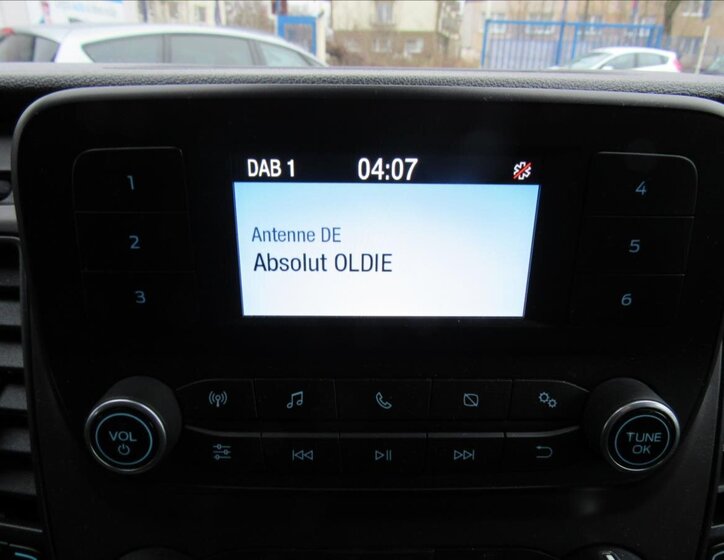 DAB 1 04:07
Antenne DE
Absolut OLDIE
1
2
3
4
5
6
VOL
TUNE
OK